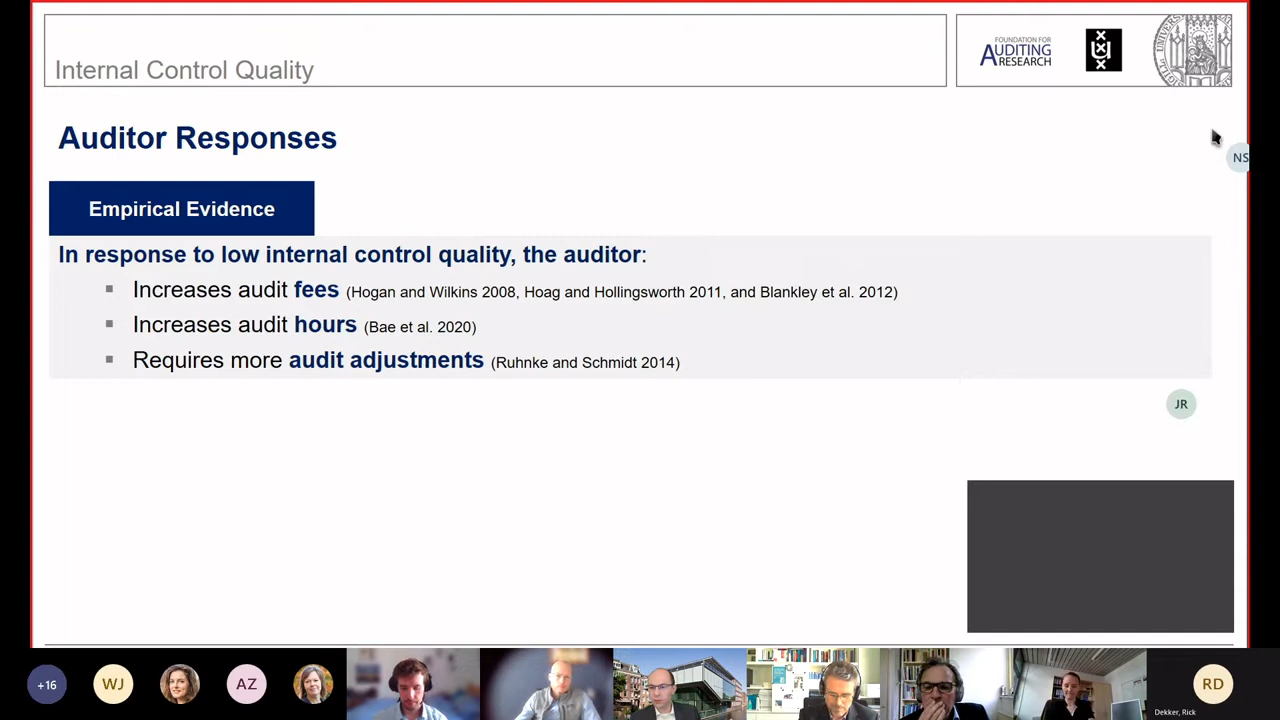 Internal Control Quality
FOUNDATION FOR
AUDITING
RESEARCH
Auditor Responses
NS
Empirical Evidence
In response to low internal control quality, the auditor:
Increases audit fees (Hogan and Wilkins 2008, Hoag and Hollingsworth 2011, and Blankley et al. 2012)
Increases audit hours (Bae et al. 2020)
Requires more audit adjustments (Ruhnke and Schmidt 2014)
JR
+16
WJ
AZ
RD
Dekker, Rick